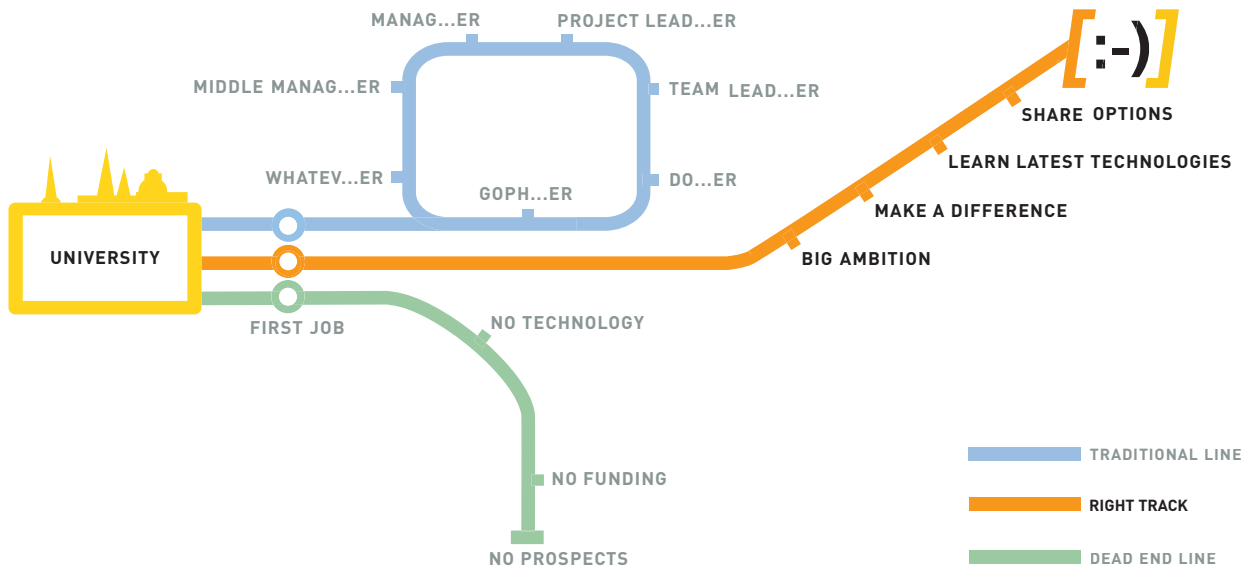 MANAG...ER
PROJECT LEAD...ER
MIDDLE MANAG...ER
TEAM LEAD...ER
WHATEV...ER
GOPH...ER
DO...ER
[:-)]
SHARE OPTIONS
LEARN LATEST TECHNOLOGIES
MAKE A DIFFERENCE
BIG AMBITION
UNIVERSITY
FIRST JOB
NO TECHNOLOGY
NO FUNDING
NO PROSPECTS
TRADITIONAL LINE
RIGHT TRACK
DEAD END LINE